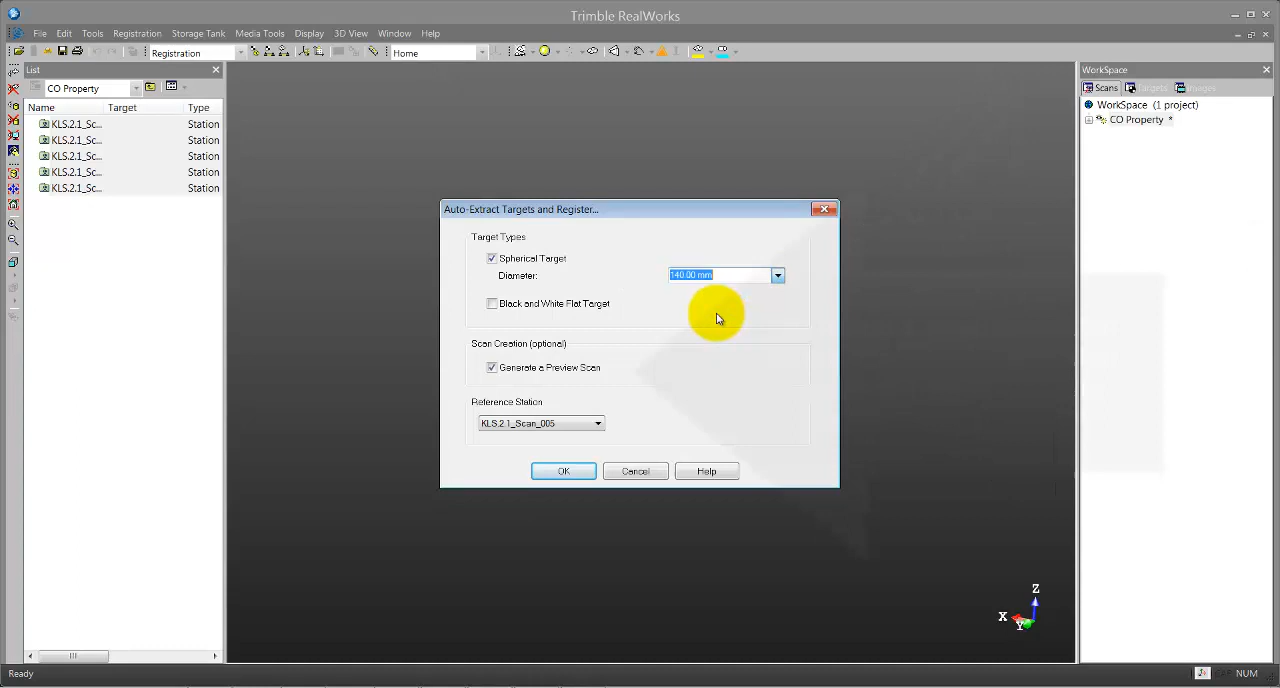 Trimble RealWorks
File Edit Tools Registration Storage Tank Media Tools Display 3D View Window Help
Registration Home
List
CO Property
Name Target Type
KLS.2.1_Sc... Station
KLS.2.1_Sc... Station
KLS.2.1_Sc... Station
KLS.2.1_Sc... Station
KLS.2.1_Sc... Station
Auto-Extract Targets and Register...
Target Types
Spherical Target
Diameter: 140.00 mm
Black and White Flat Target
Scan Creation (optional)
Generate a Preview Scan
Reference Station
KLS.2.1_Scan_005
OK Cancel Help
WorkSpace
Scans Targets Images
WorkSpace (1 project)
CO Property *
Z
X
Y
Ready
NUM